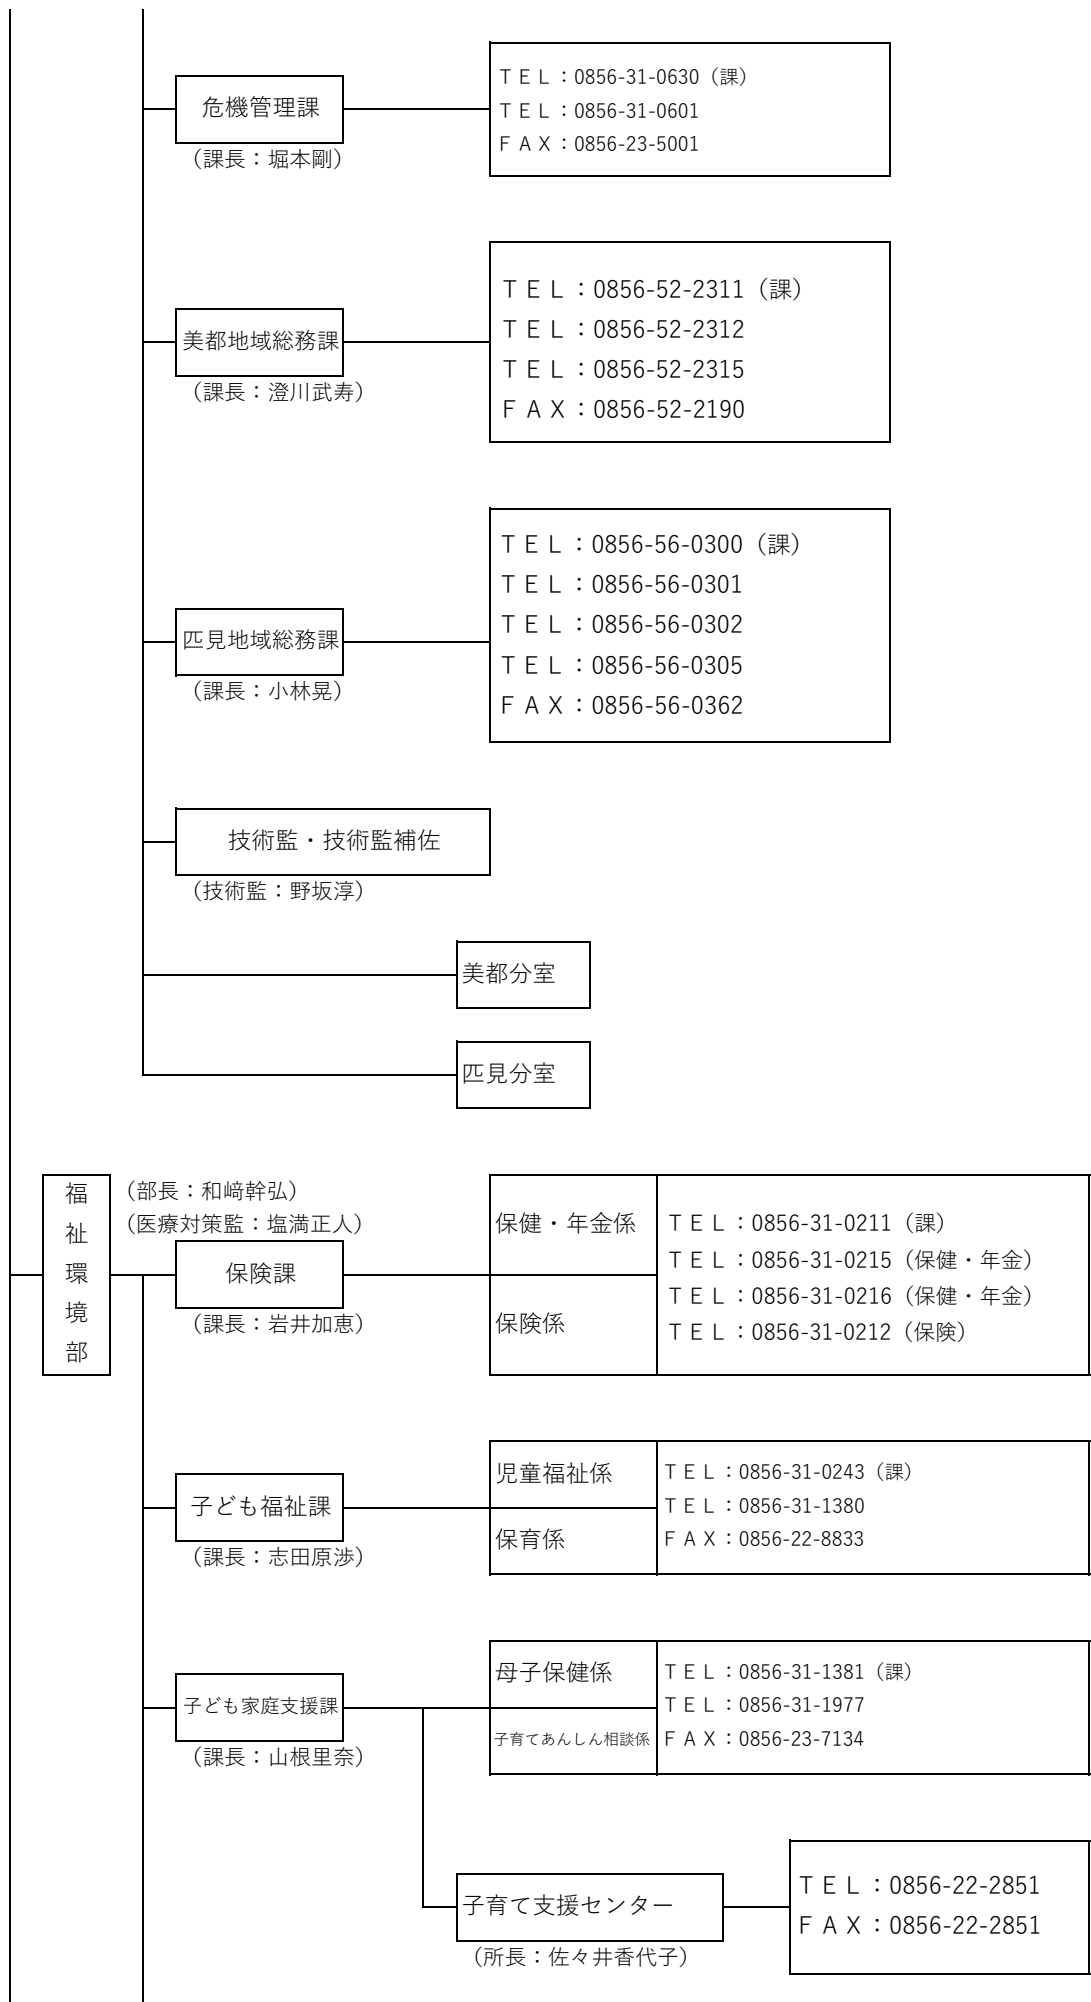 危機管理課
（課長：堀本剛）
ＴＥＬ：0856-31-0630（課）
ＴＥＬ：0856-31-0601
ＦＡＸ：0856-23-5001
美都地域総務課
（課長：澄川武寿）
ＴＥＬ：0856-52-2311（課）
ＴＥＬ：0856-52-2312
ＴＥＬ：0856-52-2315
ＦＡＸ：0856-52-2190
匹見地域総務課
（課長：小林晃）
ＴＥＬ：0856-56-0300（課）
ＴＥＬ：0856-56-0301
ＴＥＬ：0856-56-0302
ＴＥＬ：0856-56-0305
ＦＡＸ：0856-56-0362
技術監・技術監補佐
（技術監：野坂淳）
美都分室
匹見分室
福祉環境部
（部長：和﨑幹弘）
（医療対策監：塩満正人）
保険課
（課長：岩井加恵）
保健・年金係
保険係
ＴＥＬ：0856-31-0211（課）
ＴＥＬ：0856-31-0215（保健・年金）
ＴＥＬ：0856-31-0216（保健・年金）
ＴＥＬ：0856-31-0212（保険）
子ども福祉課
（課長：志田原渉）
児童福祉係
保育係
ＴＥＬ：0856-31-0243（課）
ＴＥＬ：0856-31-1380
ＦＡＸ：0856-22-8833
子ども家庭支援課
（課長：山根里奈）
母子保健係
子育てあんしん相談係
ＴＥＬ：0856-31-1381（課）
ＴＥＬ：0856-31-1977
ＦＡＸ：0856-23-7134
子育て支援センター
（所長：佐々井香代子）
ＴＥＬ：0856-22-2851
ＦＡＸ：0856-22-2851